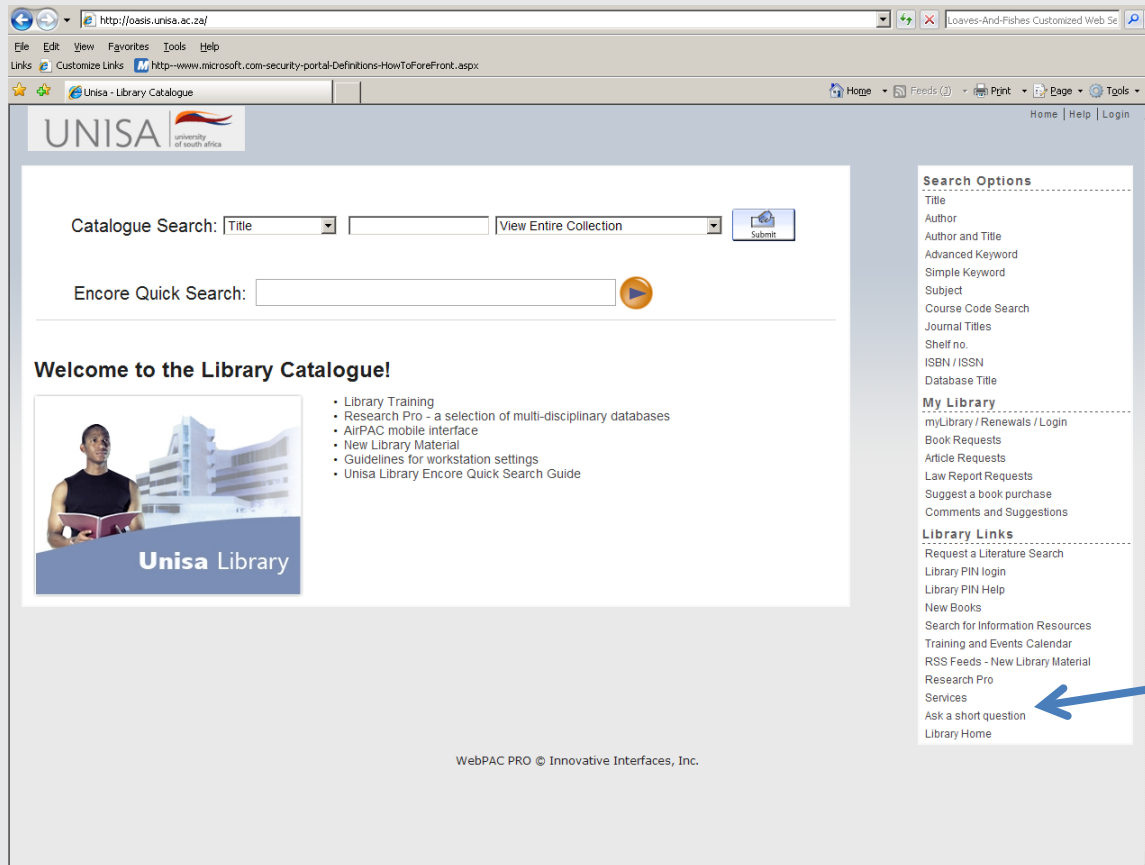 http://oasis.unisa.ac.za/
Loaves-And-Fishes Customized Web Se
File Edit View Favorites Tools Help
Links Customize Links http--www.microsoft.com-security-portal-Definitions-HowToForeFront.aspx
Unisa - Library Catalogue
Home Feeds (J) Print Page Tools
Home | Help | Login
UNISA university
of south africa
Catalogue Search: Title View Entire Collection Submit
Encore Quick Search:
Welcome to the Library Catalogue!
• Library Training
• Research Pro - a selection of multi-disciplinary databases
• AirPAC mobile interface
• New Library Material
• Guidelines for workstation settings
• Unisa Library Encore Quick Search Guide
Unisa Library
Search Options
Title
Author
Author and Title
Advanced Keyword
Simple Keyword
Subject
Course Code Search
Journal Titles
Shelf no.
ISBN / ISSN
Database Title
My Library
myLibrary / Renewals / Login
Book Requests
Article Requests
Law Report Requests
Suggest a book purchase
Comments and Suggestions
Library Links
Request a Literature Search
Library PIN login
Library PIN Help
New Books
Search for Information Resources
Training and Events Calendar
RSS Feeds - New Library Material
Research Pro
Services
Ask a short question
Library Home
WebPAC PRO © Innovative Interfaces, Inc.